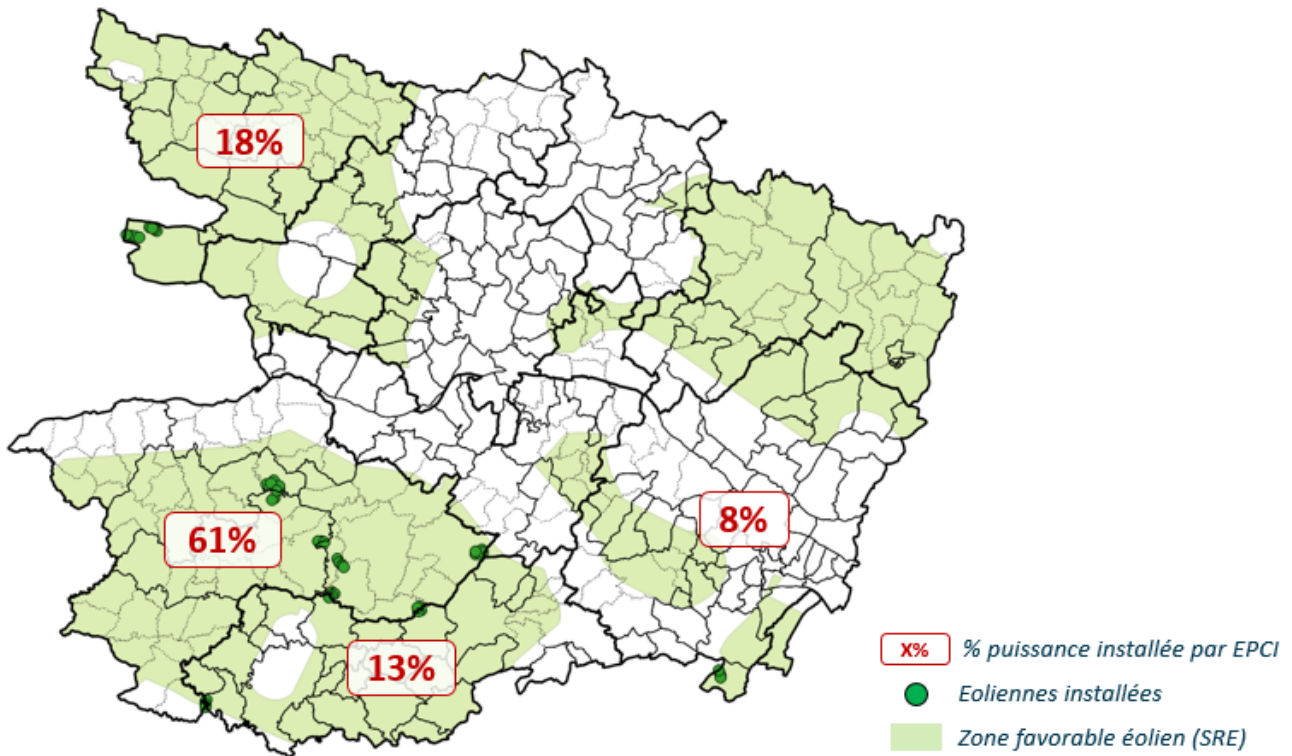 18%
61%
8%
13%
X% % puissance installée par EPCI
Eoliennes installées
Zone favorable éolien (SRE)